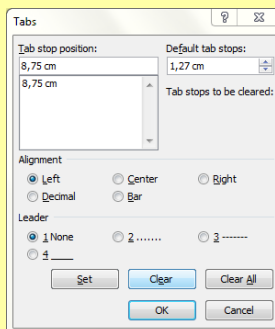 Tabs
Tab stop position:
Default tab stops:
8,75 cm
1,27 cm
8,75 cm
Tab stops to be cleared:
Alignment
Left
Center
Right
Decimal
Bar
Leader
1 None
2 .......
3 -------
4 ____
Set
Clear
Clear All
OK
Cancel